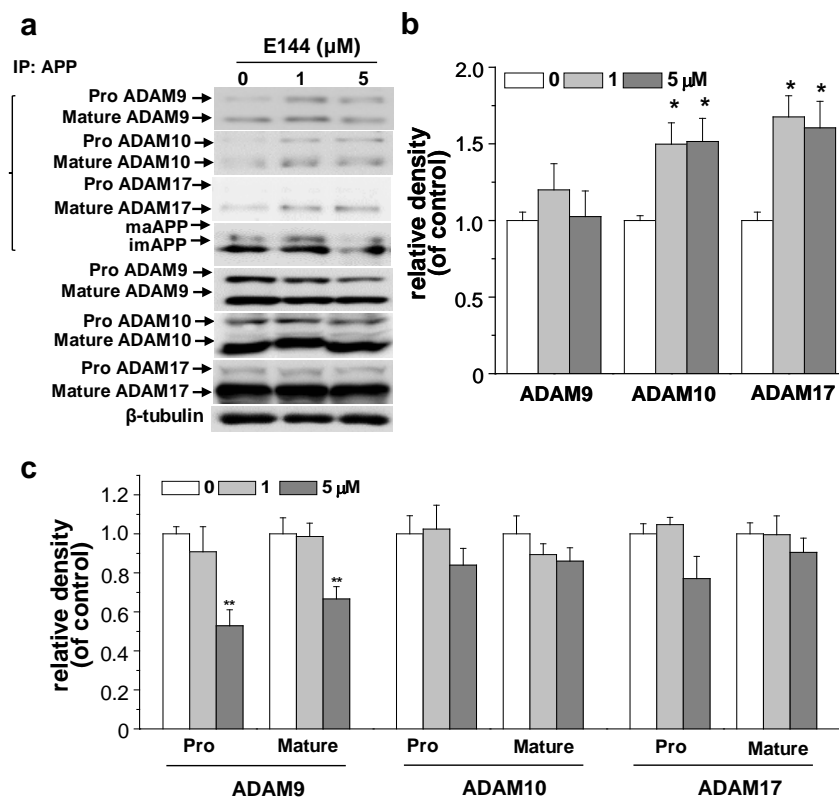 a
E144 (µM)
IP: APP
0 1 5
Pro ADAM9
Mature ADAM9
Pro ADAM10
Mature ADAM10
Pro ADAM17
Mature ADAM17
maAPP
imAPP
Pro ADAM9
Mature ADAM9
Pro ADAM10
Mature ADAM10
Pro ADAM17
Mature ADAM17
β-tubulin
b
relative density
(of control)
2.0
1.5
1.0
0.5
0
0 1 5 µM
* * * *
ADAM9 ADAM10 ADAM17
c
relative density
(of control)
1.2
1.0
0.8
0.6
0.4
0.2
0
0 1 5 µM
** **
Pro Mature Pro Mature Pro Mature
ADAM9 ADAM10 ADAM17